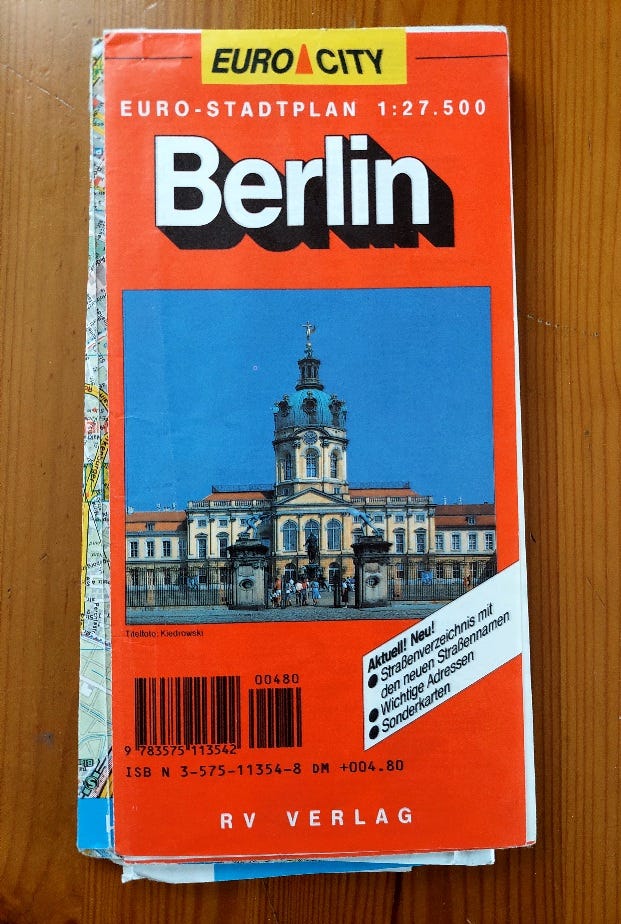 EURO CITY
EURO-STADTPLAN 1:27.500
Berlin
Titelfoto: Kiedrowski
Aktuell! Neu!
● Straßenverzeichnis mit
den neuen Straßennamen
● Wichtige Adressen
● Sonderkarten
00480
9 783575 113542
ISB N 3-575-11354-8 DM +004.80
RV VERLAG